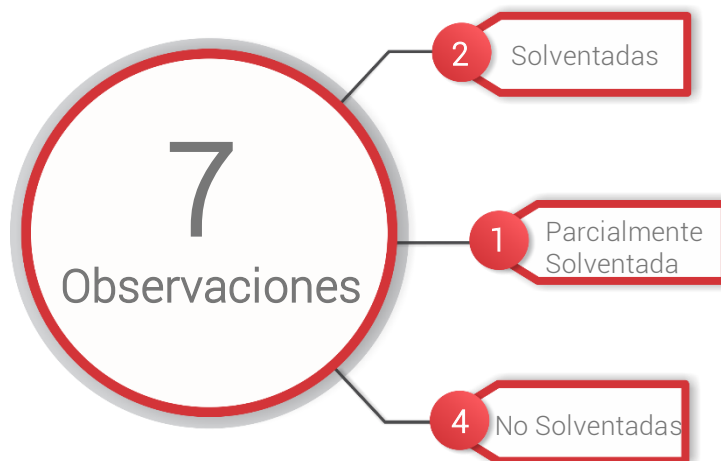 7
Observaciones
2
Solventadas
1
Parcialmente
Solventada
4
No Solventadas